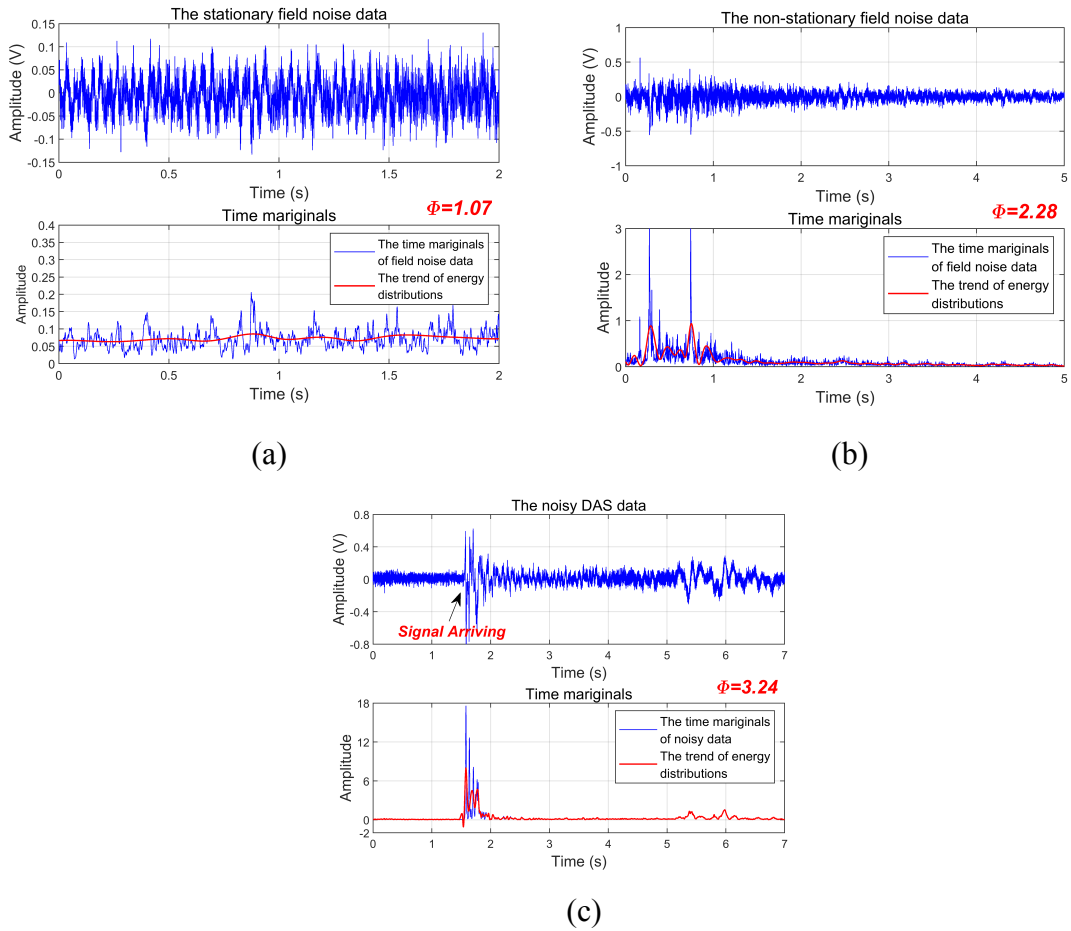 The stationary field noise data
0.15
0.1
0.05
0
-0.05
-0.1
-0.15
Amplitude (V)
0 0.5 1 1.5 2
Time (s)
Φ=1.07
Time mariginals
0.4
0.35
0.3
0.25
0.2
0.15
0.1
0.05
0
Amplitude
The time mariginals
of field noise data
The trend of energy
distributions
0 0.5 1 1.5 2
Time (s)
(a)
The non-stationary field noise data
1
0.5
0
-0.5
-1
Amplitude (V)
0 1 2 3 4 5
Time (s)
Φ=2.28
Time mariginals
3
2
1
0
Amplitude
The time mariginals
of field noise data
The trend of energy
distributions
0 1 2 3 4 5
Time (s)
(b)
The noisy DAS data
0.8
0.4
0
-0.4
-0.8
Amplitude (V)
Signal Arriving
0 1 2 3 4 5 6 7
Time (s)
Φ=3.24
Time mariginals
18
12
6
0
-2
Amplitude
The time mariginals
of noisy data
The trend of energy
distributions
0 1 2 3 4 5 6 7
Time (s)
(c)